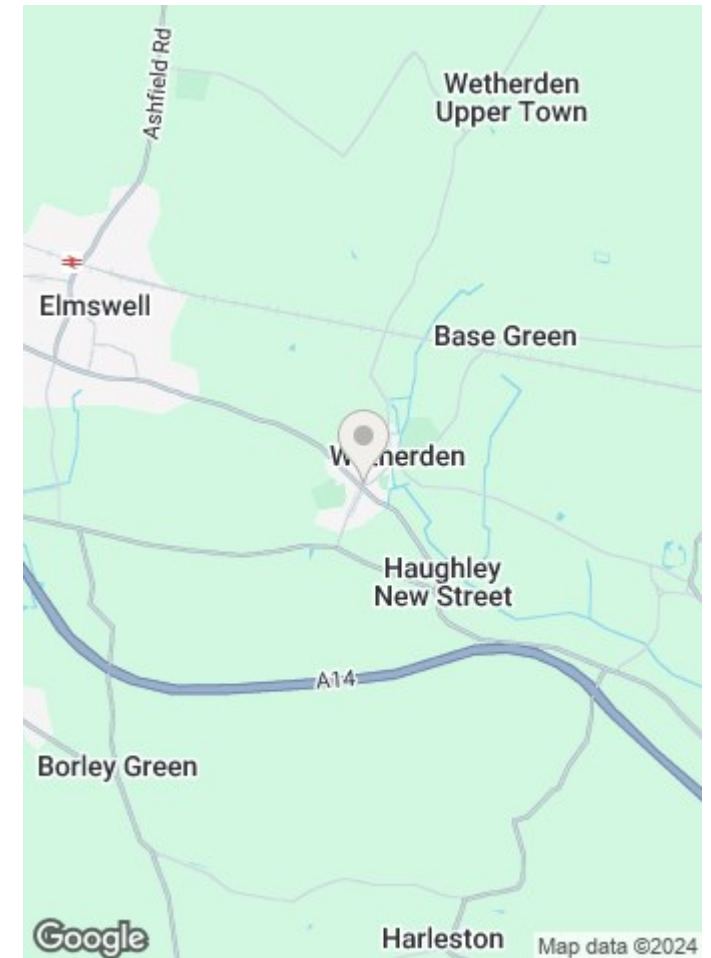 Ashfield Rd
Wetherden
Upper Town
Elmswell
Base Green
Wetherden
Haughley
New Street
A14
Borley Green
Harleston
Google
Map data ©2024